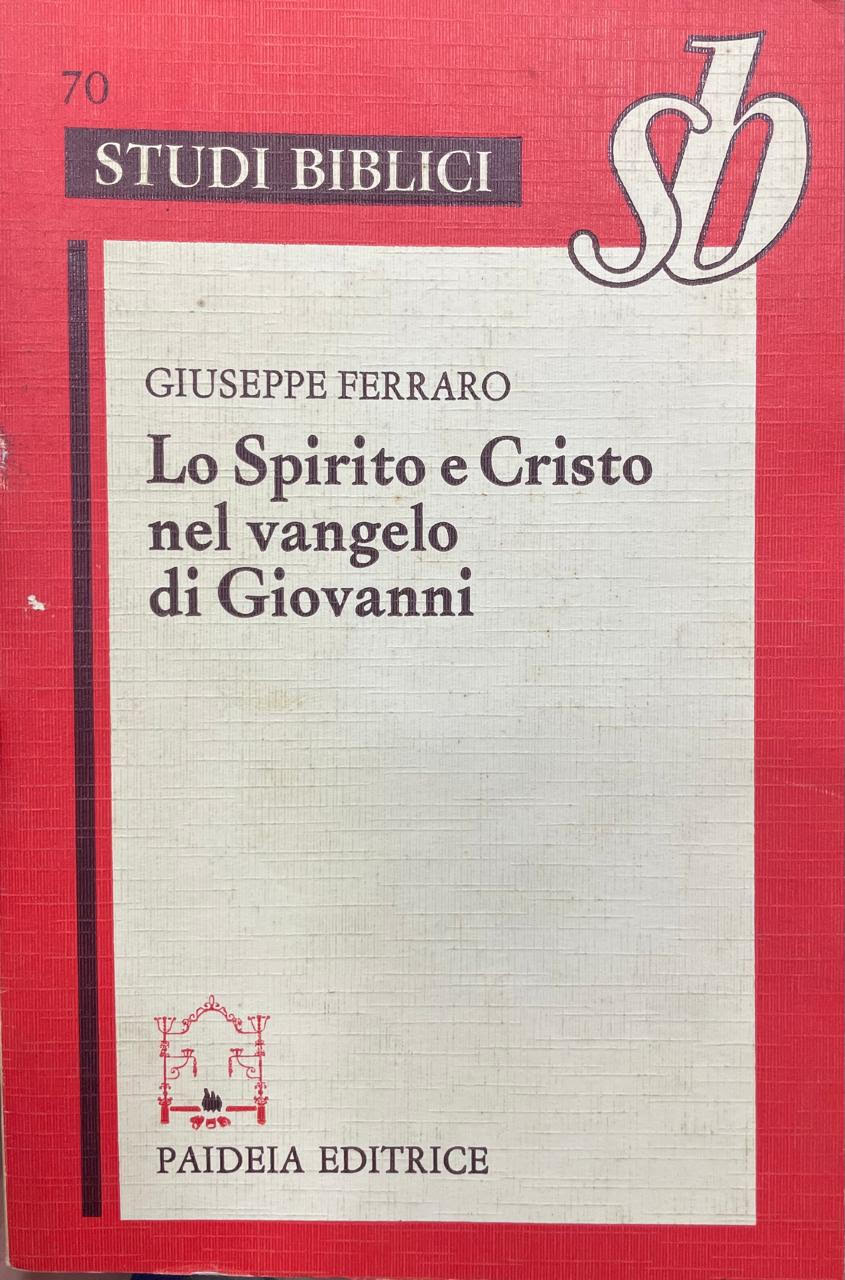 70
sb
STUDI BIBLICI
GIUSEPPE FERRARO
Lo Spirito e Cristo
nel vangelo
di Giovanni
PAIDEIA EDITRICE